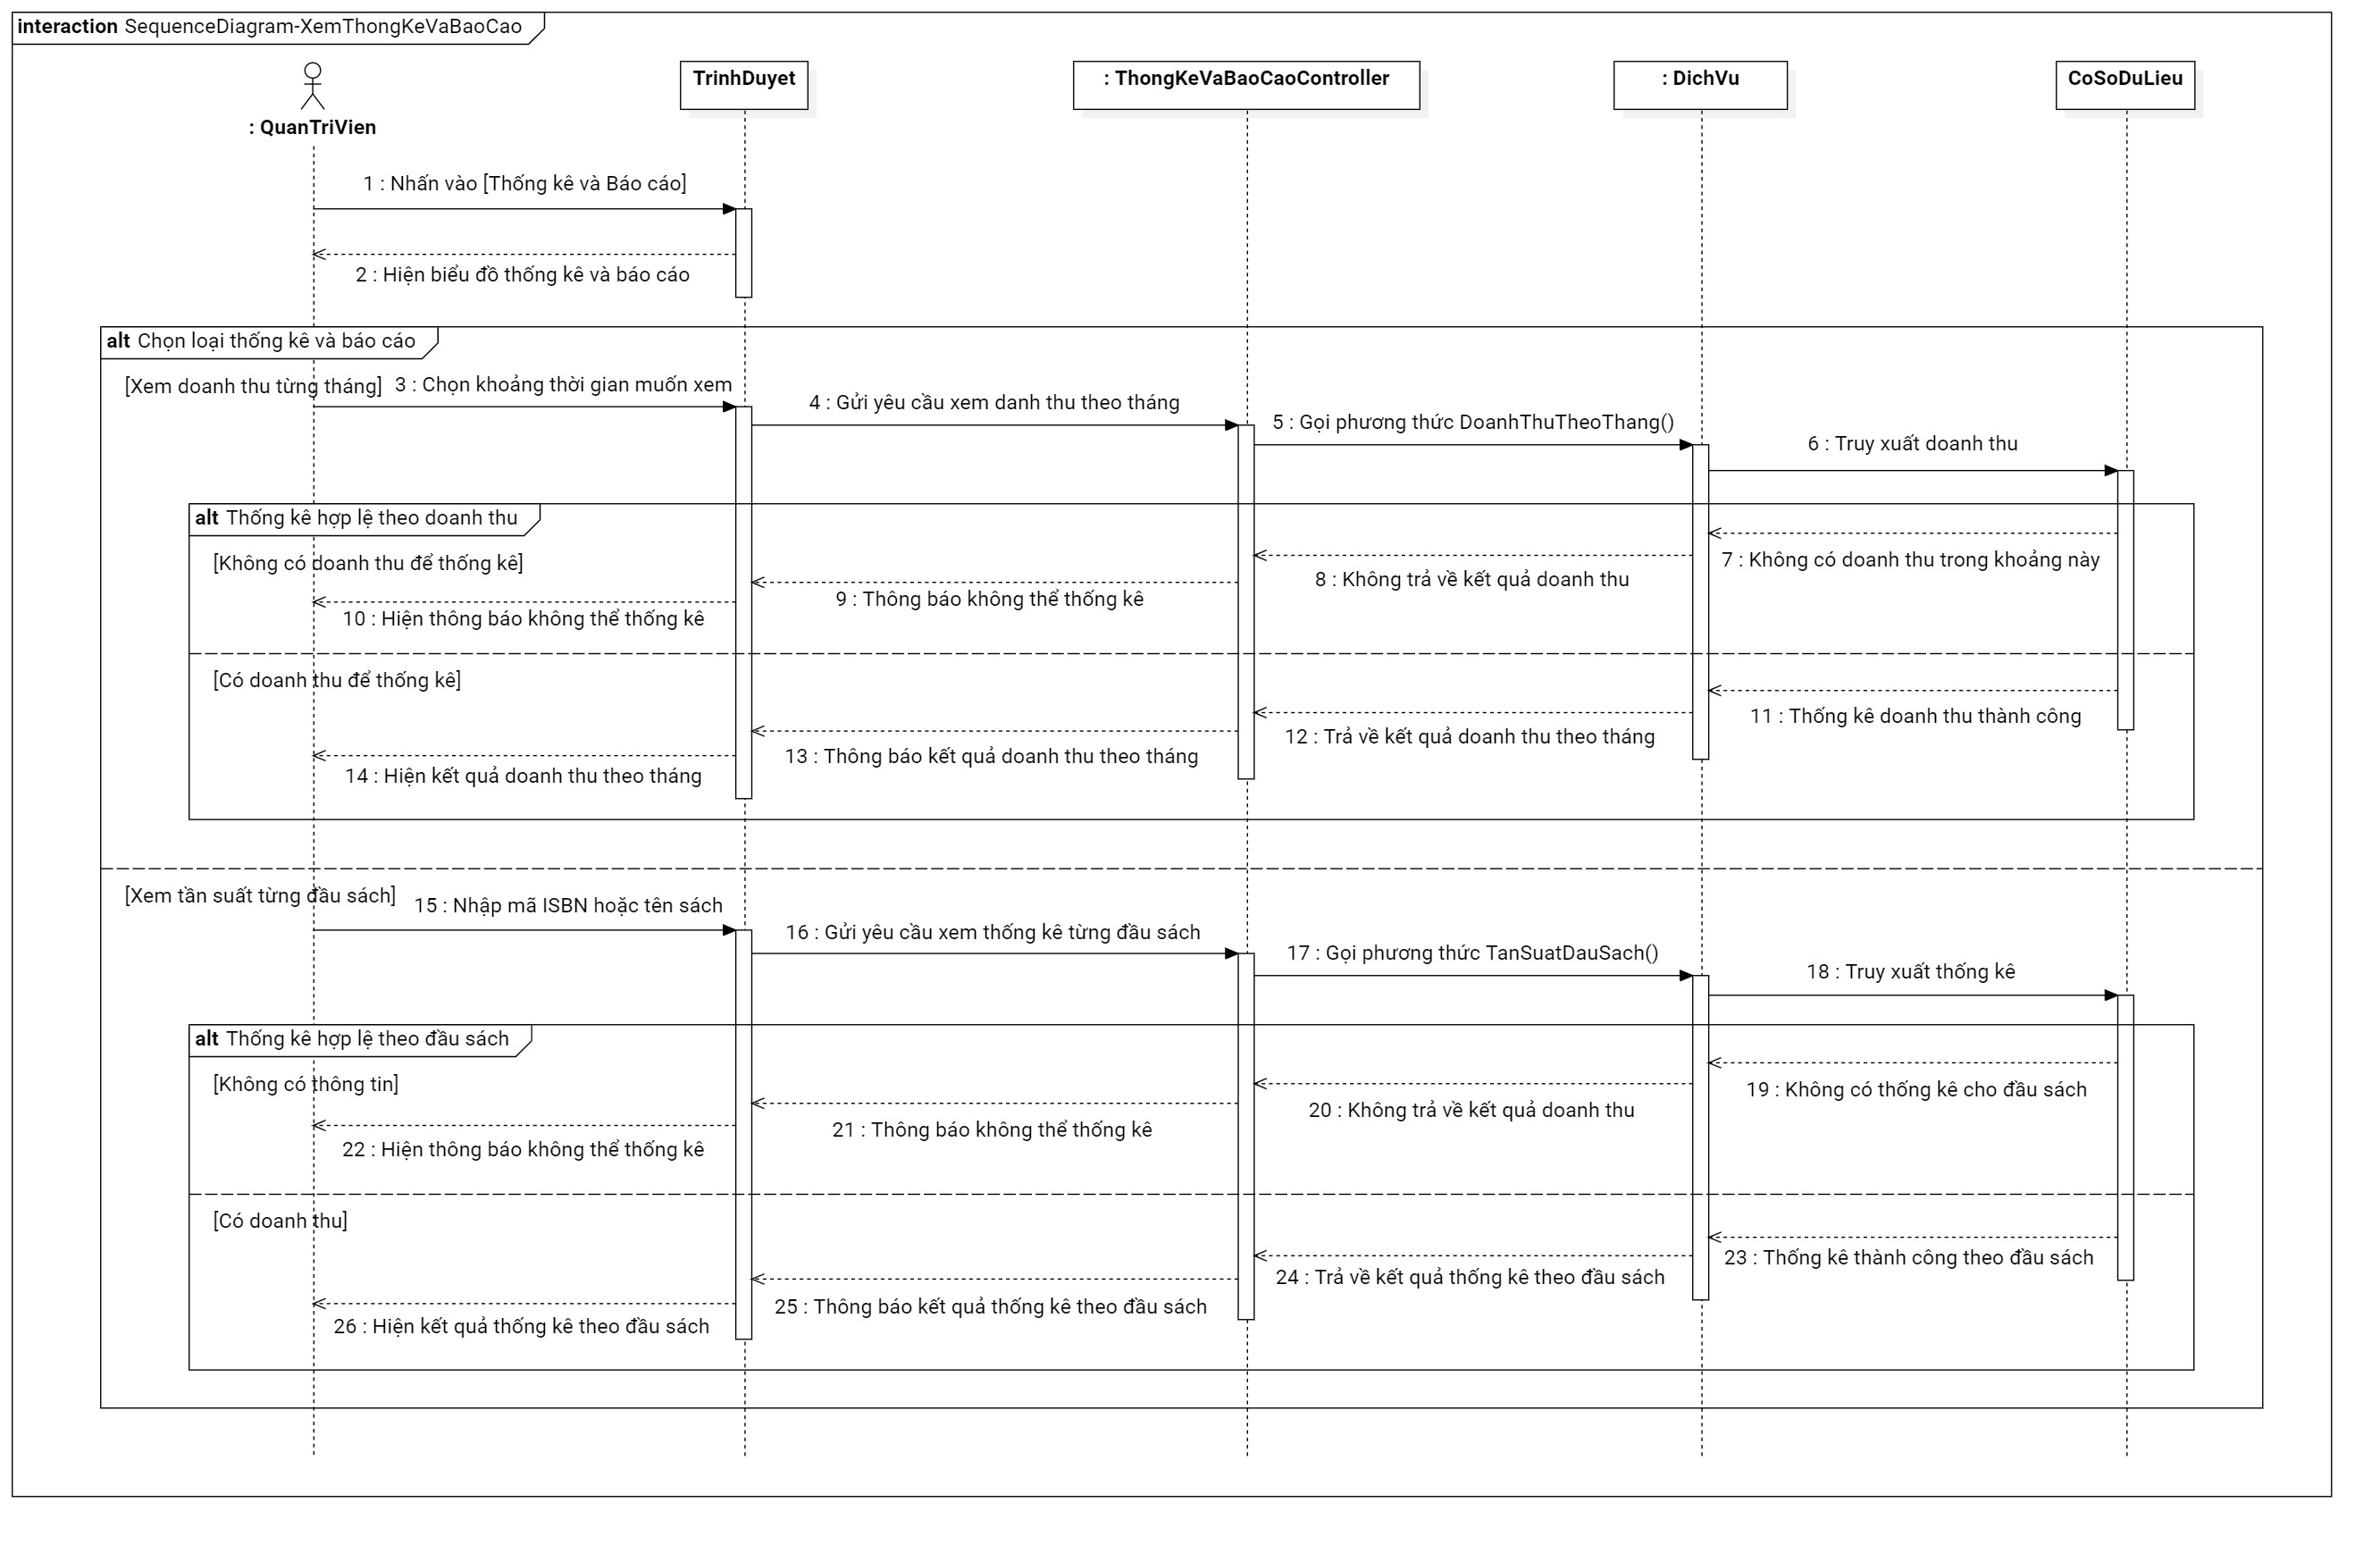 interaction SequenceDiagram-XemThongKeVaBaoCao
: QuanTriVien
TrinhDuyet
: ThongKeVaBaoCaoController
: DichVu
CoSoDuLieu
1 : Nhấn vào [Thống kê và Báo cáo]
2 : Hiện biểu đồ thống kê và báo cáo
alt Chọn loại thống kê và báo cáo
[Xem doanh thu từng tháng]
3 : Chọn khoảng thời gian muốn xem
4 : Gửi yêu cầu xem danh thu theo tháng
5 : Gọi phương thức DoanhThuTheoThang()
6 : Truy xuất doanh thu
alt Thống kê hợp lệ theo doanh thu
[Không có doanh thu để thống kê]
7 : Không có doanh thu trong khoảng này
8 : Không trả về kết quả doanh thu
9 : Thông báo không thể thống kê
10 : Hiện thông báo không thể thống kê
[Có doanh thu để thống kê]
11 : Thống kê doanh thu thành công
12 : Trả về kết quả doanh thu theo tháng
13 : Thông báo kết quả doanh thu theo tháng
14 : Hiện kết quả doanh thu theo tháng
[Xem tần suất từng đầu sách]
15 : Nhập mã ISBN hoặc tên sách
16 : Gửi yêu cầu xem thống kê từng đầu sách
17 : Gọi phương thức TanSuatDauSach()
18 : Truy xuất thống kê
alt Thống kê hợp lệ theo đầu sách
[Không có thông tin]
19 : Không có thống kê cho đầu sách
20 : Không trả về kết quả doanh thu
21 : Thông báo không thể thống kê
22 : Hiện thông báo không thể thống kê
[Có doanh thu]
23 : Thống kê thành công theo đầu sách
24 : Trả về kết quả thống kê theo đầu sách
25 : Thông báo kết quả thống kê theo đầu sách
26 : Hiện kết quả thống kê theo đầu sách